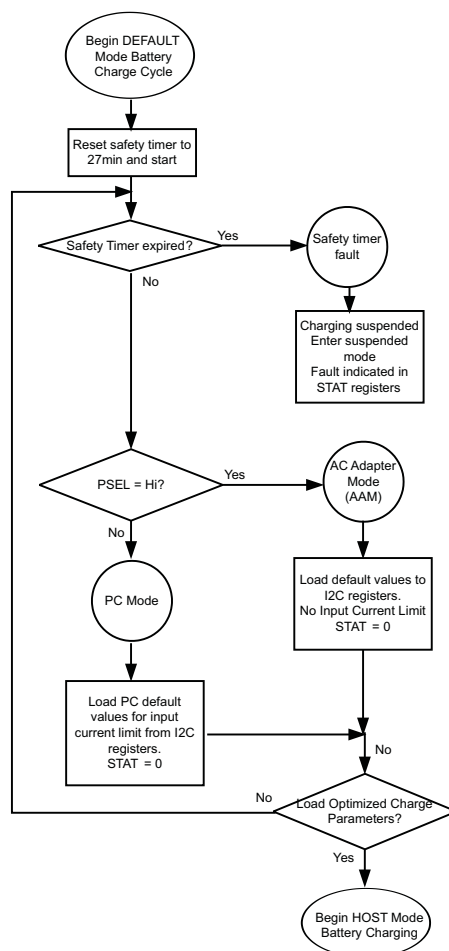 Begin DEFAULT
Mode Battery
Charge Cycle
Reset safety timer to
27min and start
Safety Timer expired?
Yes
Safety timer
fault
No
Charging suspended
Enter suspended
mode
Fault indicated in
STAT registers
PSEL = Hi?
Yes
AC Adapter
Mode
(AAM)
No
PC Mode
Load default values to
I2C registers.
No Input Current Limit
STAT = 0
Load PC default
values for input
current limit from I2C
registers.
STAT = 0
No
No
Load Optimized Charge
Parameters?
Yes
Begin HOST Mode
Battery Charging